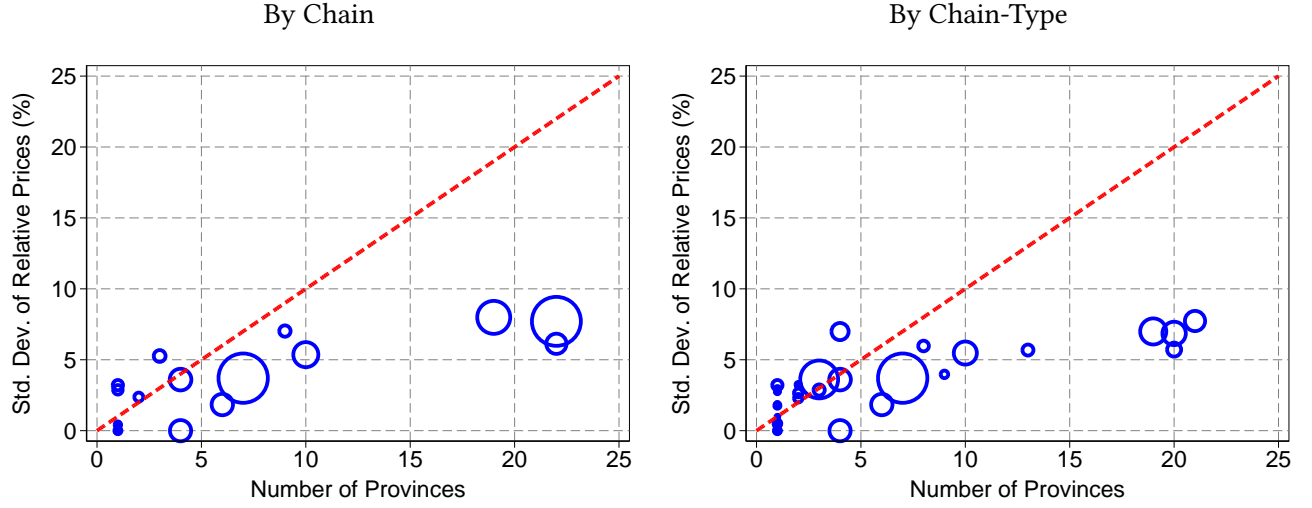 By Chain
25
20
15
10
5
0
Std. Dev. of Relative Prices (%)
0 5 10 15 20 25
Number of Provinces
By Chain-Type
25
20
15
10
5
0
Std. Dev. of Relative Prices (%)
0 5 10 15 20 25
Number of Provinces